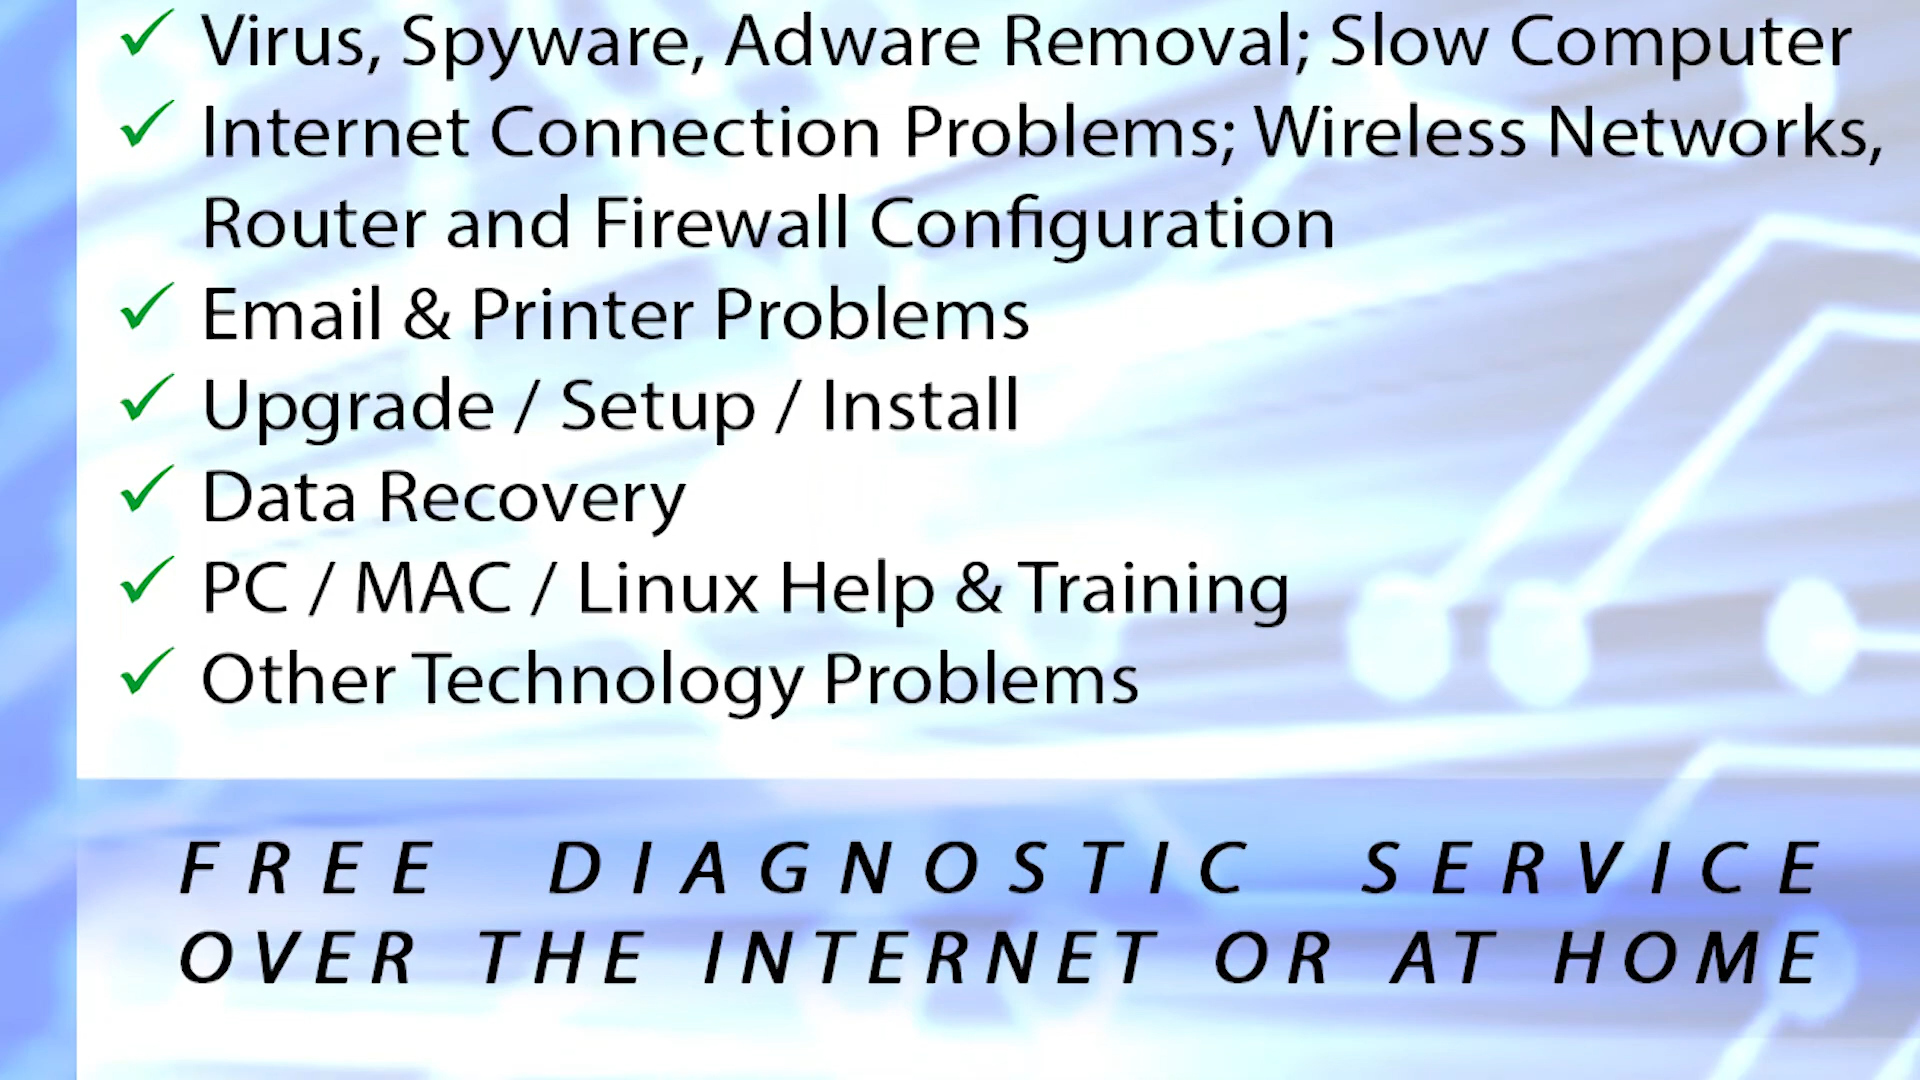 Virus, Spyware, Adware Removal; Slow Computer
Internet Connection Problems; Wireless Networks,
Router and Firewall Configuration
Email & Printer Problems
Upgrade / Setup / Install
Data Recovery
PC / MAC / Linux Help & Training
Other Technology Problems
FREE DIAGNOSTIC SERVICE
OVER THE INTERNET OR AT HOME